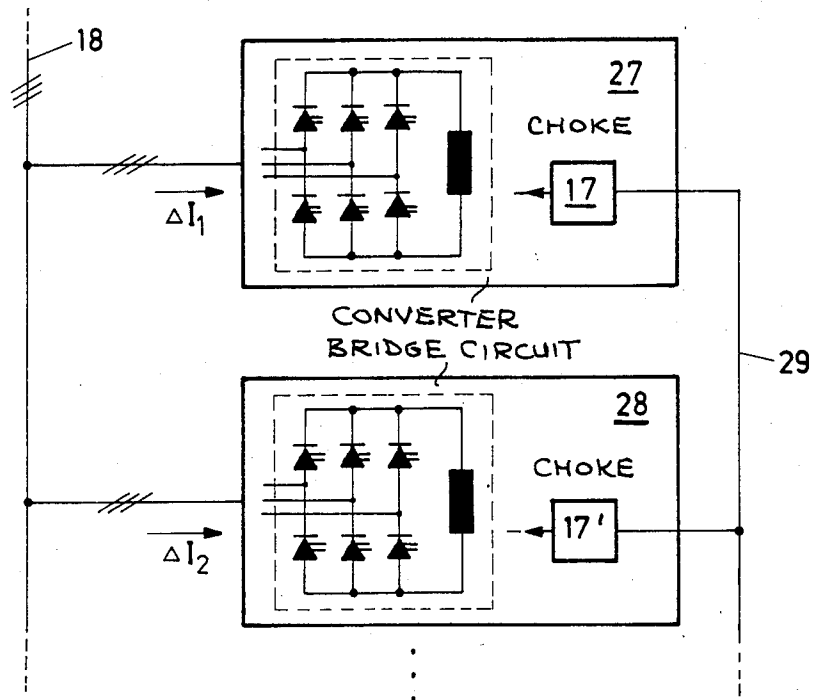 18
27
CHOKE
17
ΔI1
CONVERTER
BRIDGE CIRCUIT
29
28
CHOKE
17'
ΔI2